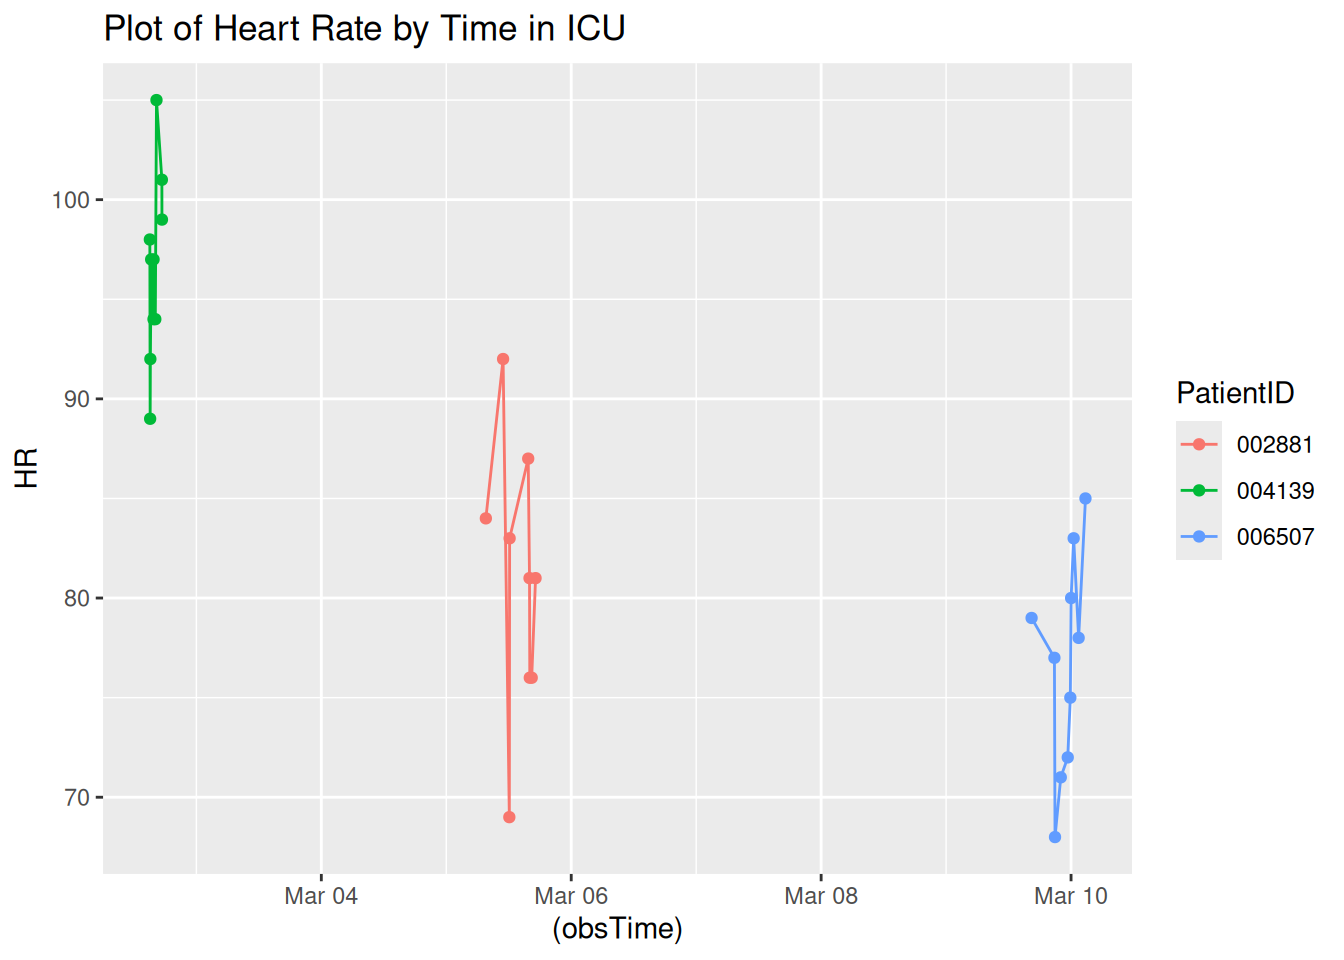 Plot of Heart Rate by Time in ICU
100
90
80
70
HR
Mar 04
Mar 06
Mar 08
Mar 10
(obsTime)
PatientID
002881
004139
006507